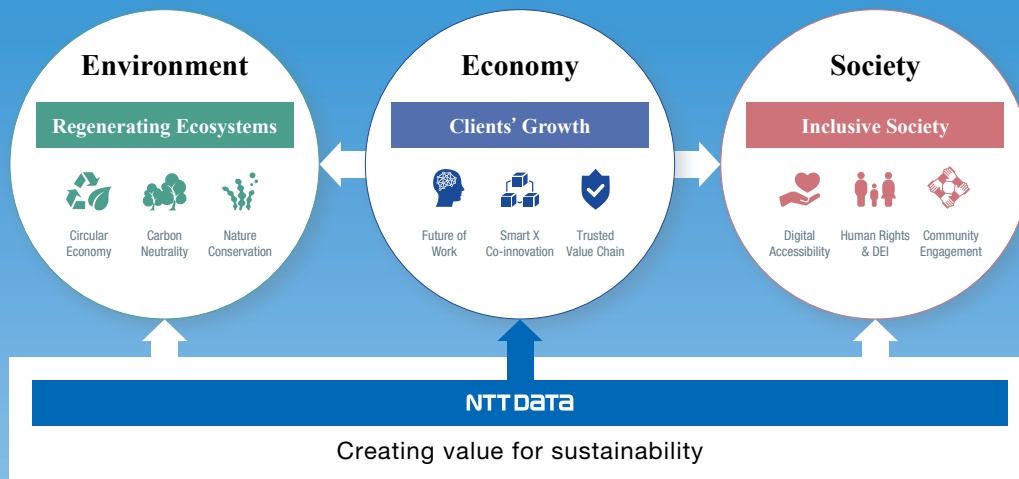 Environment
Regenerating Ecosystems
Circular
Economy
Carbon
Neutrality
Nature
Conservation
Economy
Clients’ Growth
Future of
Work
Smart X
Co-innovation
Trusted
Value Chain
Society
Inclusive Society
Digital
Accessibility
Human Rights
& DEI
Community
Engagement
NTT DATA
Creating value for sustainability